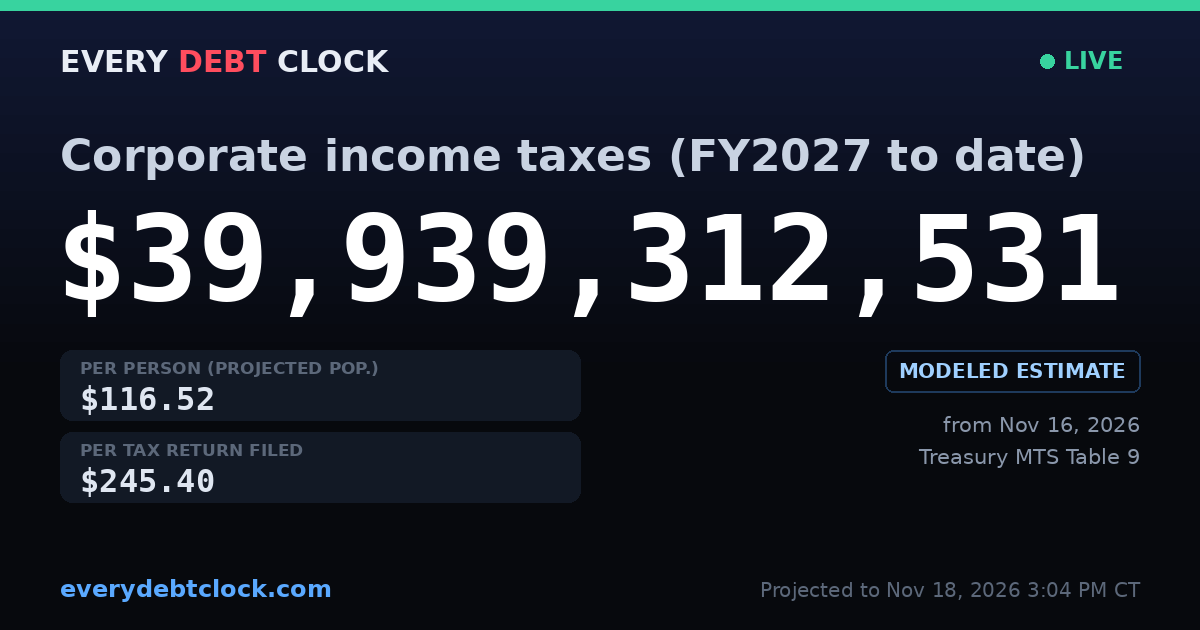 EVERY DEBT CLOCK
LIVE
Corporate income taxes (FY2027 to date)
$39,939,312,531
PER PERSON (PROJECTED POP.)
$116.52
PER TAX RETURN FILED
$245.40
MODELED ESTIMATE
from Nov 16, 2026
Treasury MTS Table 9
everydebtclock.com
Projected to Nov 18, 2026 3:04 PM CT